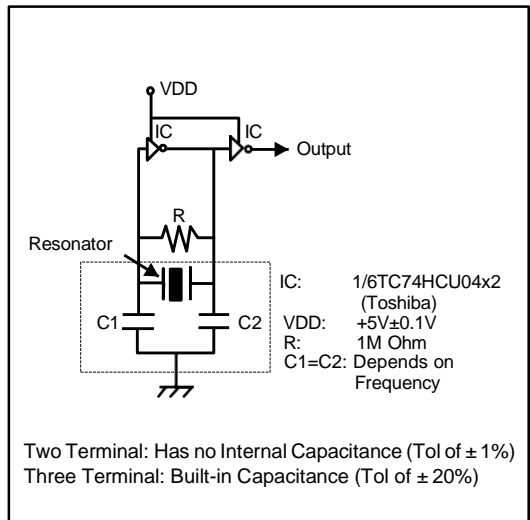 VDD
IC
IC
Output
R
Resonator
C1
C2
IC: 1/6TC74HCU04x2
(Toshiba)
VDD: +5V±0.1V
R: 1M Ohm
C1=C2: Depends on
Frequency
Two Terminal: Has no Internal Capacitance (Tol of ± 1%)
Three Terminal: Built-in Capacitance (Tol of ± 20%)